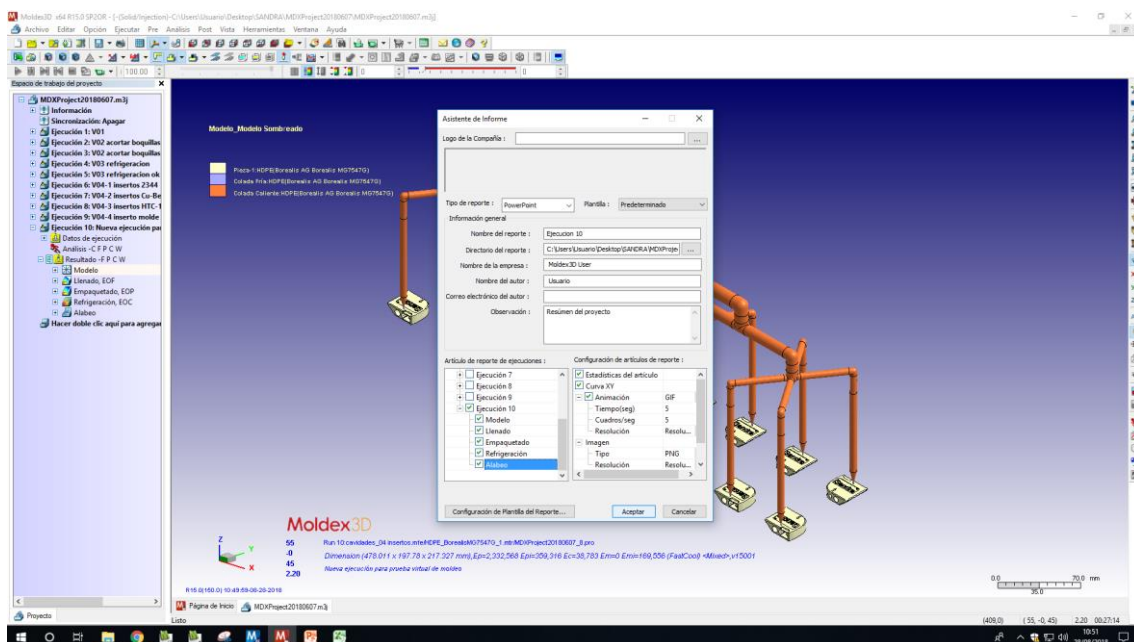 Moldex3D x64 R15.0 SP2OR - [-(Solid/Injection)-C:\Users\Usuario\Desktop\SANDRA\MDXProject20180607\MDXProject20180607.m3j]
Archivo Editar Opción Ejecutar Pre Análisis Post Vista Herramientas Ventana Ayuda
100.00
Espacio de trabajo del proyecto
MDXProject20180607.m3j
Información
Sincronización: Apagar
Ejecución 1: V01
Ejecución 2: V02 acortar boquillas
Ejecución 3: V02 acortar boquillas
Ejecución 4: V03 refrigeracion
Ejecución 5: V03 refrigeracion ok
Ejecución 6: V04-1 insertos 2344
Ejecución 7: V04-2 insertos Cu-Be
Ejecución 8: V04-3 insertos HTC-1
Ejecución 9: V04-4 inserto molde
Ejecución 10: Nueva ejecución par
Datos de ejecución
Análisis -C F P C W
Resultado -F P C W
Modelo
Llenado, EOF
Empaquetado, EOP
Refrigeración, EOC
Alabeo
Hacer doble clic aquí para agregar
Proyecto
Modelo_Modelo Sombreado
Pieza-1:HDPE(Borealis AG Borealis MG7547G)
Colada Fría:HDPE(Borealis AG Borealis MG7547G)
Colada Caliente:HDPE(Borealis AG Borealis MG7547G)
Asistente de Informe
Logo de la Compañía :
...
Tipo de reporte : PowerPoint Plantilla : Predeterminado
Información general
Nombre del reporte : Ejecucion 10
Directorio del reporte : C:\Users\Usuario\Desktop\SANDRA\MDXProje ...
Nombre de la empresa : Moldex3D User
Nombre del autor : Usuario
Correo electrónico del autor :
Observación : Resúmen del proyecto
Artículo de reporte de ejecuciones : Configuración de artículos de reporte :
Ejecución 7
Ejecución 8
Ejecución 9
Ejecución 10
Modelo
Llenado
Empaquetado
Refrigeración
Alabeo
Estadísticas del artículo
Curva XY
Animación GIF
Tiempo(seg) 5
Cuadros/seg 5
Resolución Resolu...
Imagen
Tipo PNG
Resolución Resolu...
Configuración de Plantilla del Reporte... Aceptar Cancelar
Moldex3D
Z
Y
X
55
-0
45
2.20
Run 10:cavidades_04 insertos.mfe/HDPE_BorealisMG7547G_1.mtr/MDXProject20180607_8.pro
Dimension (478.011 x 197.78 x 217.327 mm),Ep=2,332,568 Epi=359,316 Ec=38,783 Em=0 Emi=169,556 (FastCool) <Mixed>,v15001
Nueva ejecución para prueba virtual de moldeo
R15.0(150.0) 10:49:59-08-28-2018
0.0 70.0 mm
35.0
Página de Inicio MDXProject20180607.m3j
Listo
(409,0) ( 55, -0, 45) 2.20 00:27:14
10:51